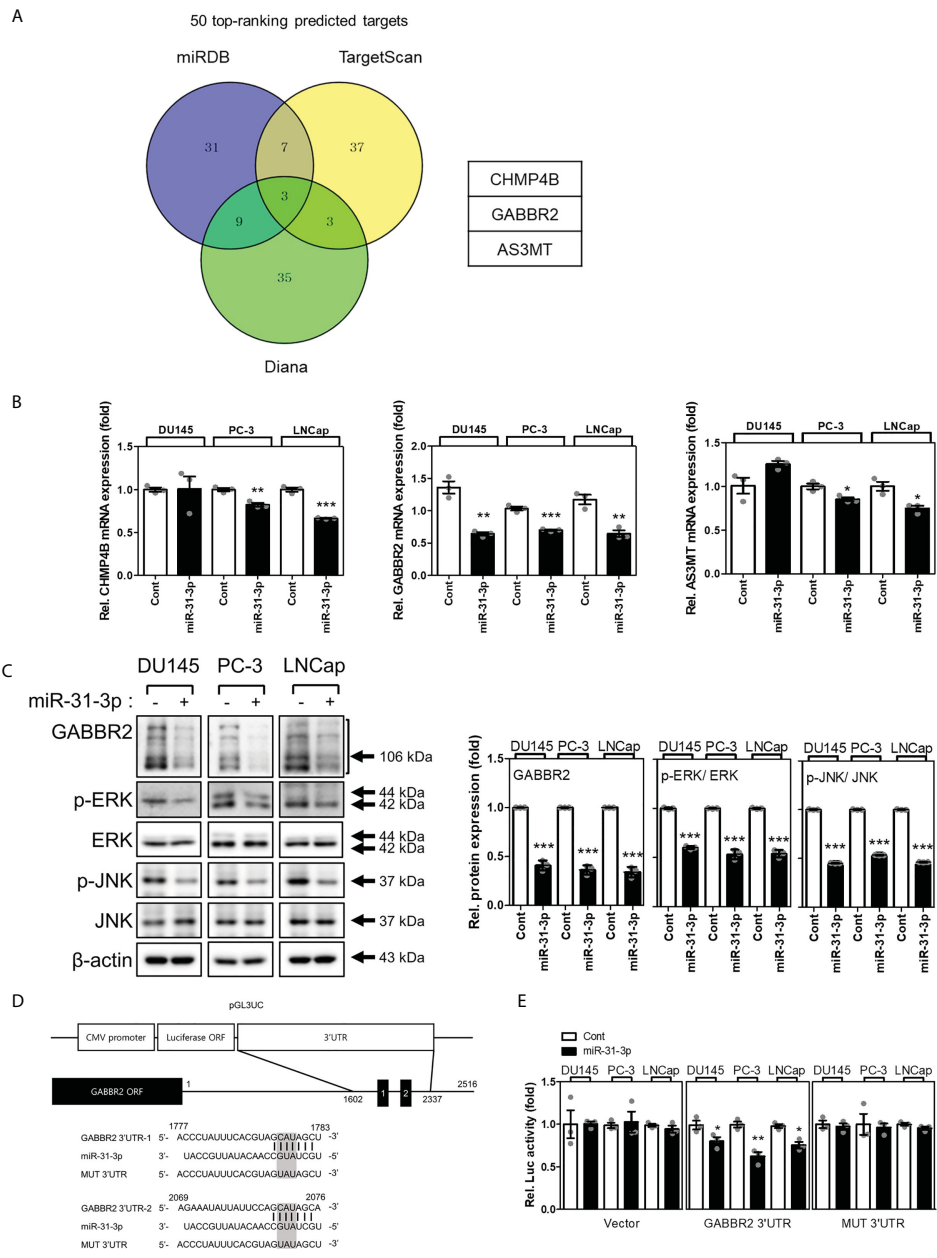 A
50 top-ranking predicted targets
miRDB
TargetScan
31
7
37
3
9
3
35
Diana
CHMP4B
GABBR2
AS3MT
B
Rel. CHMP4B mRNA expression (fold)
DU145 PC-3 LNCap
1.5
1.0
0.5
0.0
** ***
Cont miR-31-3p Cont miR-31-3p Cont miR-31-3p
Rel. GABBR2 mRNA expression (fold)
DU145 PC-3 LNCap
2.0
1.5
1.0
0.5
0.0
** *** **
Cont miR-31-3p Cont miR-31-3p Cont miR-31-3p
Rel. AS3MT mRNA expression (fold)
DU145 PC-3 LNCap
1.5
1.0
0.5
0.0
* *
Cont miR-31-3p Cont miR-31-3p Cont miR-31-3p
C
DU145 PC-3 LNCap
miR-31-3p : - + - + - +
GABBR2
106 kDa
p-ERK
44 kDa
42 kDa
ERK
44 kDa
42 kDa
p-JNK
37 kDa
JNK
37 kDa
β-actin
43 kDa
Rel. protein expression (fold)
DU145 PC-3 LNCap
GABBR2
1.0
0.5
0.0
*** *** ***
Cont miR-31-3p Cont miR-31-3p Cont miR-31-3p
DU145 PC-3 LNCap
p-ERK/ ERK
*** *** ***
Cont miR-31-3p Cont miR-31-3p Cont miR-31-3p
DU145 PC-3 LNCap
p-JNK/ JNK
*** *** ***
Cont miR-31-3p Cont miR-31-3p Cont miR-31-3p
D
pGL3UC
CMV promoter Luciferase ORF 3'UTR
GABBR2 ORF 1 1602 1 2 2337 2516
1777 1783
GABBR2 3'UTR-1 5'- ACCCUAUUUCACGUAGCAUAGCU -3'
miR-31-3p 3'- UACCGUUAUACAACCGUAUCGU -5'
MUT 3'UTR ACCCUAUUUCACGUAGUAUAGCU -3'
2069 2076
GABBR2 3'UTR-2 5'- AGAAAUAUUAUUCCAGCAUAGCA -3'
miR-31-3p 3'- UACCGUUAUACAACCGUAUCGU -5'
MUT 3'UTR ACCCUAUUUCACGUAGUAUAGCU -3'
E
Cont
miR-31-3p
Rel. Luc activity (fold)
DU145 PC-3 LNCap DU145 PC-3 LNCap DU145 PC-3 LNCap
1.5
1.0
0.5
0.0
* ** *
Vector GABBR2 3'UTR MUT 3'UTR